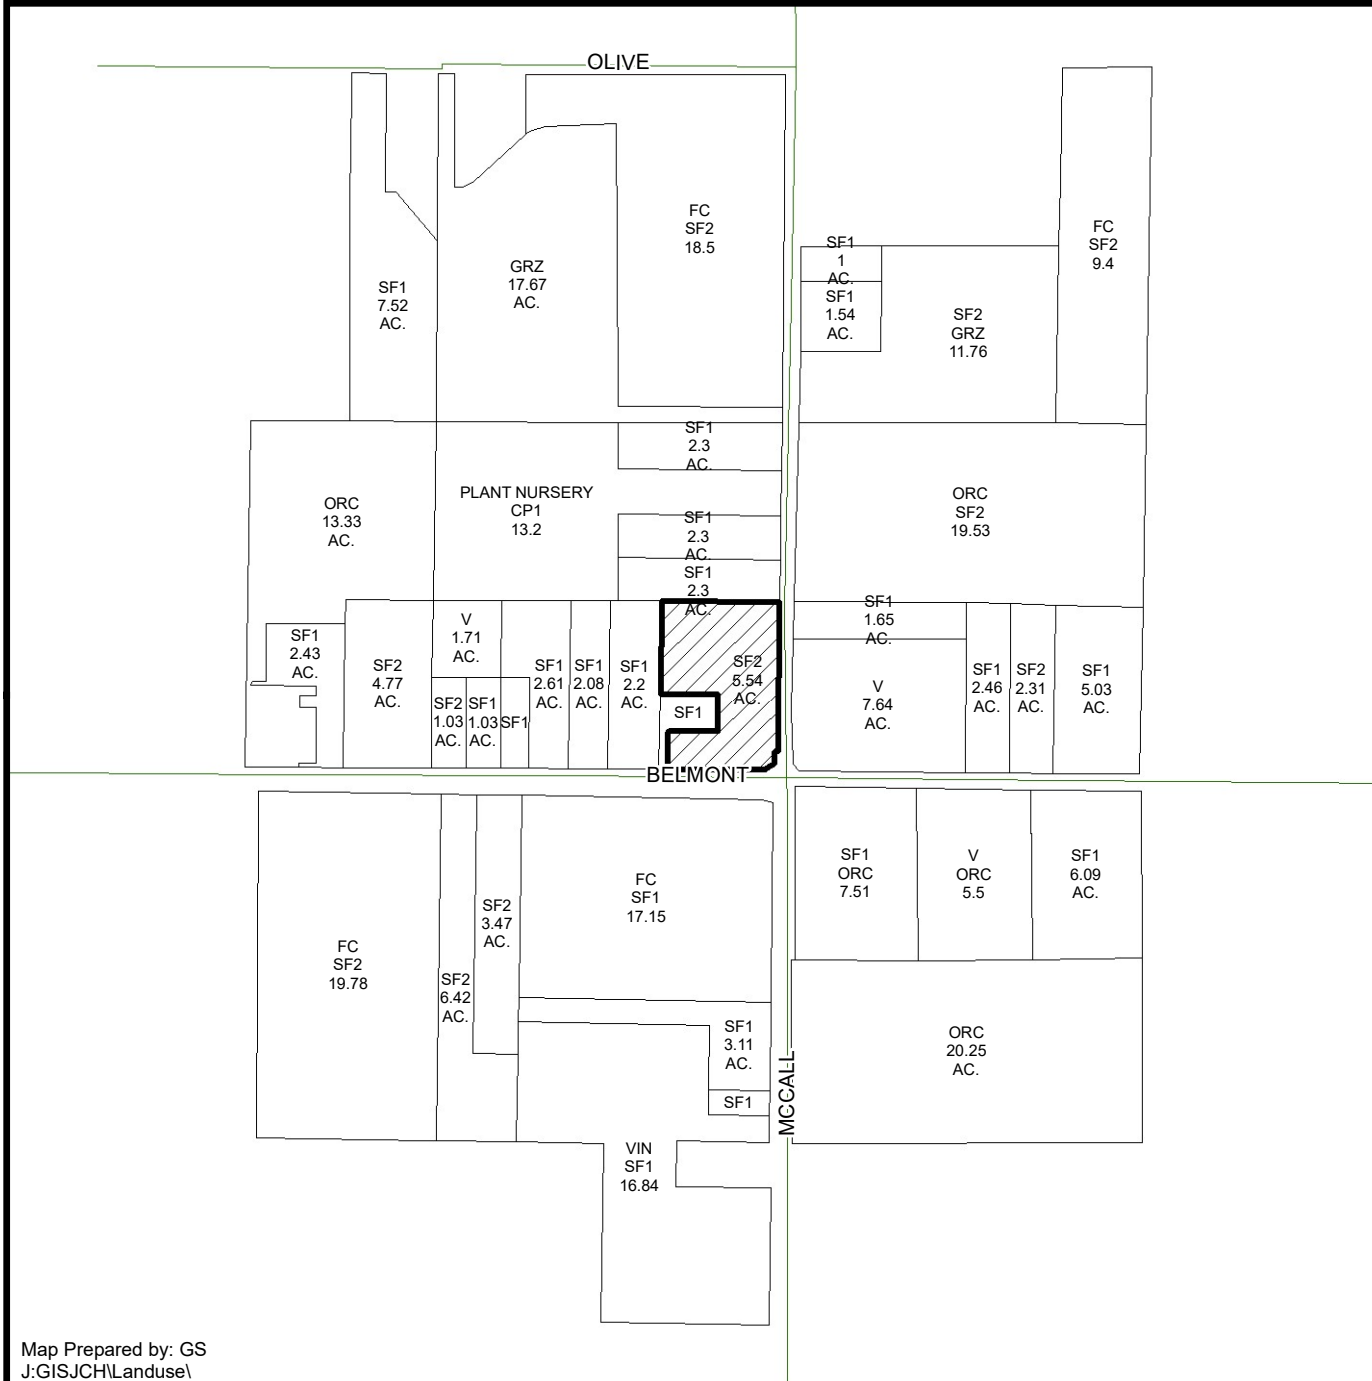 OLIVE
FC
SF2
18.5
FC
SF2
9.4
SF1
1
AC.
GRZ
17.67
AC.
SF1
7.52
AC.
SF1
1.54
AC.
SF2
GRZ
11.76
SF1
2.3
AC.
ORC
13.33
AC.
PLANT NURSERY
CP1
13.2
ORC
SF2
19.53
SF1
2.3
AC.
SF1
2.3
AC.
SF1
1.65
AC.
SF1
2.43
AC.
SF2
4.77
AC.
V
1.71
AC.
SF2
1.03
AC.
SF1
1.03
AC.
SF1
SF1
2.61
AC.
SF1
2.08
AC.
SF1
2.2
AC.
SF2
5.54
AC.
SF1
V
7.64
AC.
SF1
2.46
AC.
SF2
2.31
AC.
SF1
5.03
AC.
BELMONT
FC
SF2
19.78
SF2
6.42
AC.
SF2
3.47
AC.
FC
SF1
17.15
SF1
ORC
7.51
V
ORC
5.5
SF1
6.09
AC.
SF1
3.11
AC.
SF1
MCCALL
ORC
20.25
AC.
VIN
SF1
16.84
Map Prepared by: GS
J:GISJCH\Landuse\